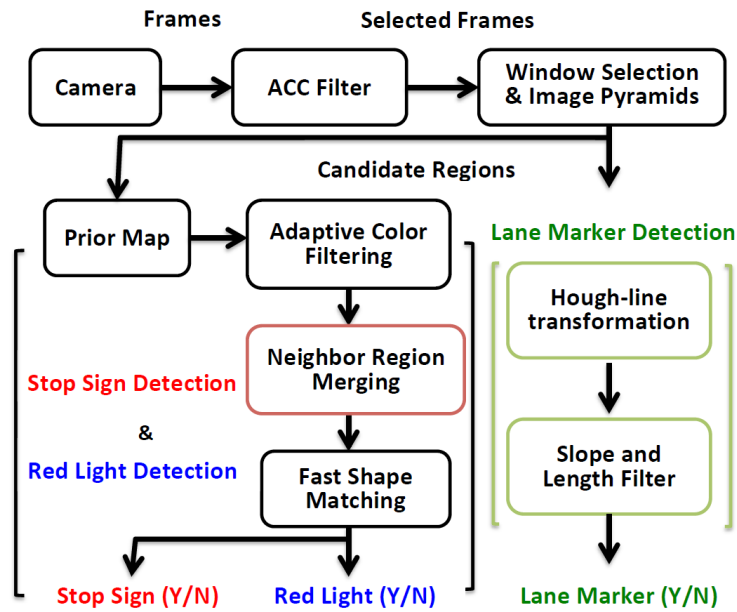 Frames
Selected Frames
Camera
ACC Filter
Window Selection
& Image Pyramids
Candidate Regions
Prior Map
Adaptive Color
Filtering
Lane Marker Detection
Hough-line
transformation
Neighbor Region
Merging
Stop Sign Detection
&
Red Light Detection
Fast Shape
Matching
Slope and
Length Filter
Stop Sign (Y/N)
Red Light (Y/N)
Lane Marker (Y/N)